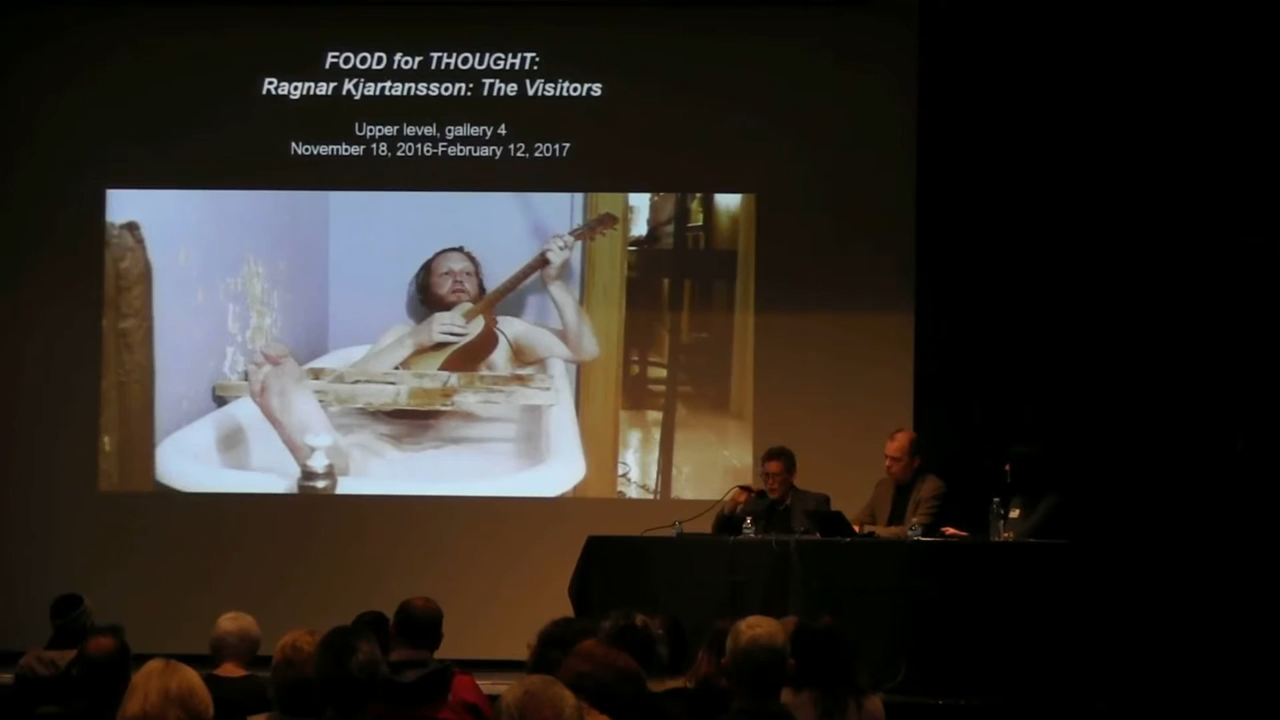 FOOD for THOUGHT:
Ragnar Kjartansson: The Visitors
Upper level, gallery 4
November 18, 2016-February 12, 2017